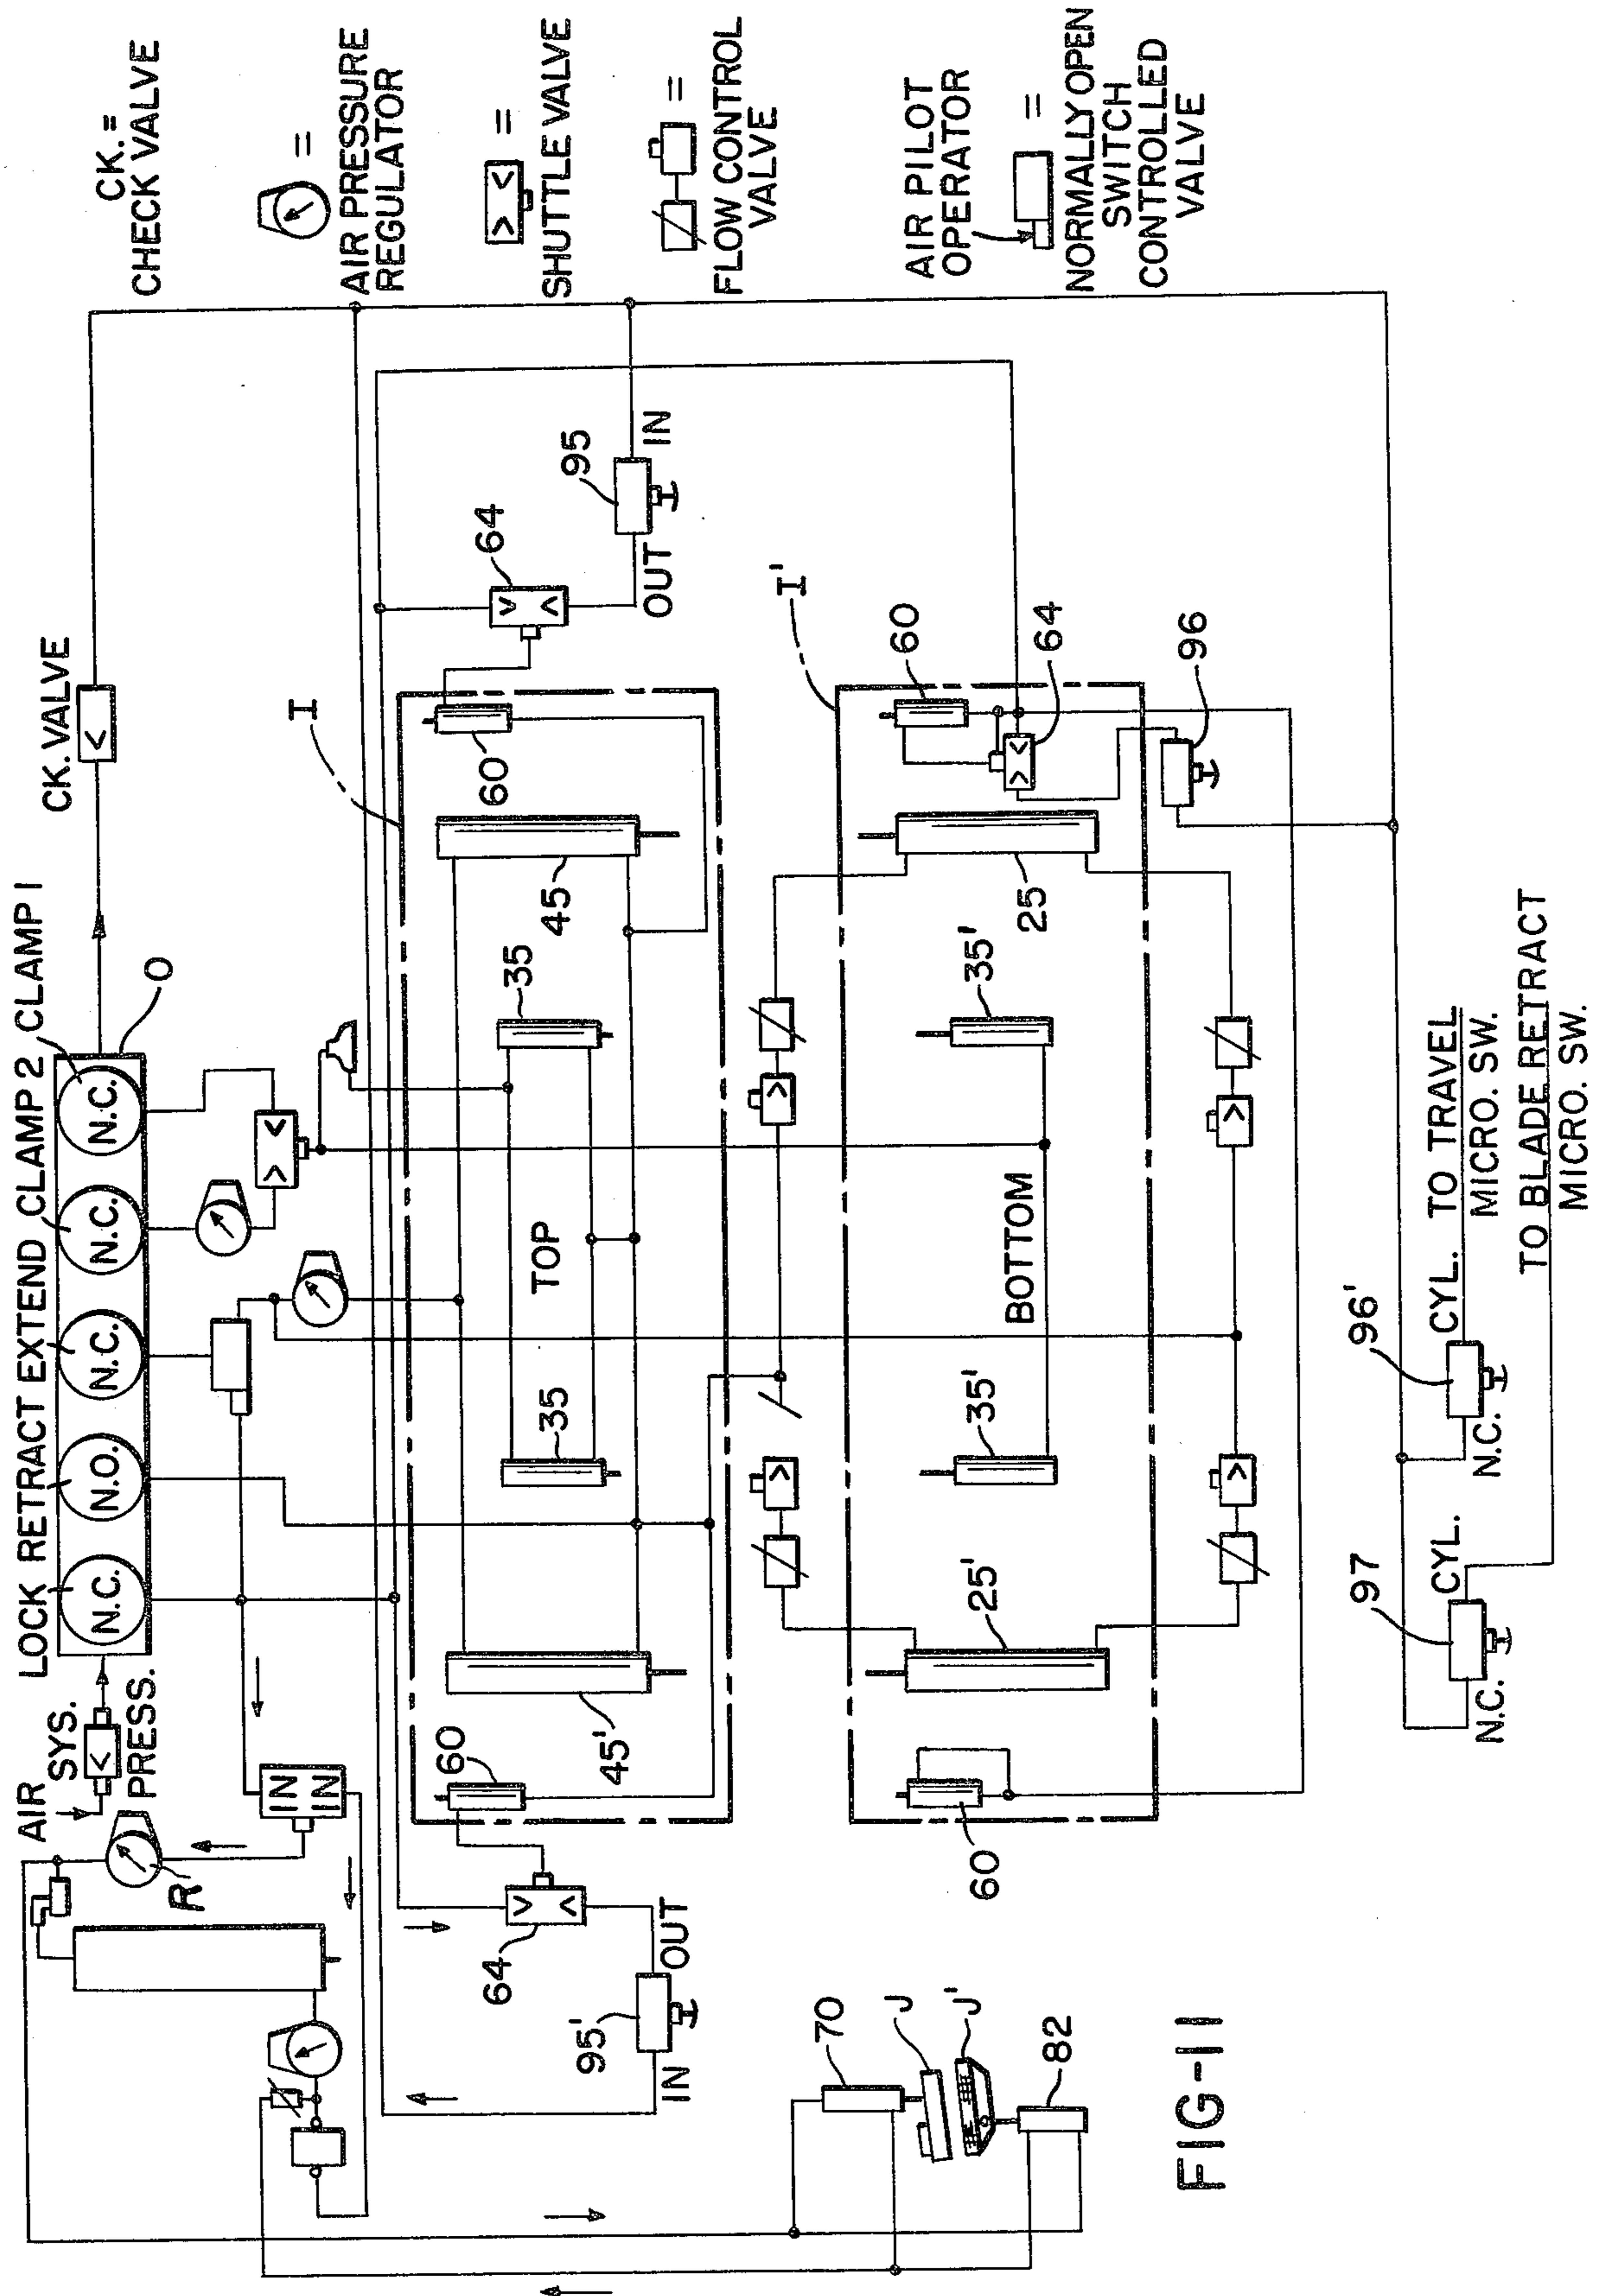 LOCK RETRACT EXTEND CLAMP 2 CLAMP 1
N.C.
N.O.
N.C.
N.C.
N.C.
O
CK. VALVE
<
AIR
SYS.
PRESS.
<
R
IN
IN
> <
CK. =
CHECK VALVE
=
AIR PRESSURE
REGULATOR
> <
=
SHUTTLE VALVE
=
FLOW CONTROL
VALVE
AIR PILOT
OPERATOR
=
NORMALLY OPEN
SWITCH
CONTROLLED
VALVE
I
60
45'
35
TOP
35
45
60
64
95'
IN
OUT
64
95
OUT
IN
I'
60
25'
35'
BOTTOM
35'
25
60
64
96
70
J
J'
82
97
N.C.
CYL.
96'
N.C.
CYL. TO TRAVEL
MICRO. SW.
TO BLADE RETRACT
MICRO. SW.
FIG-11